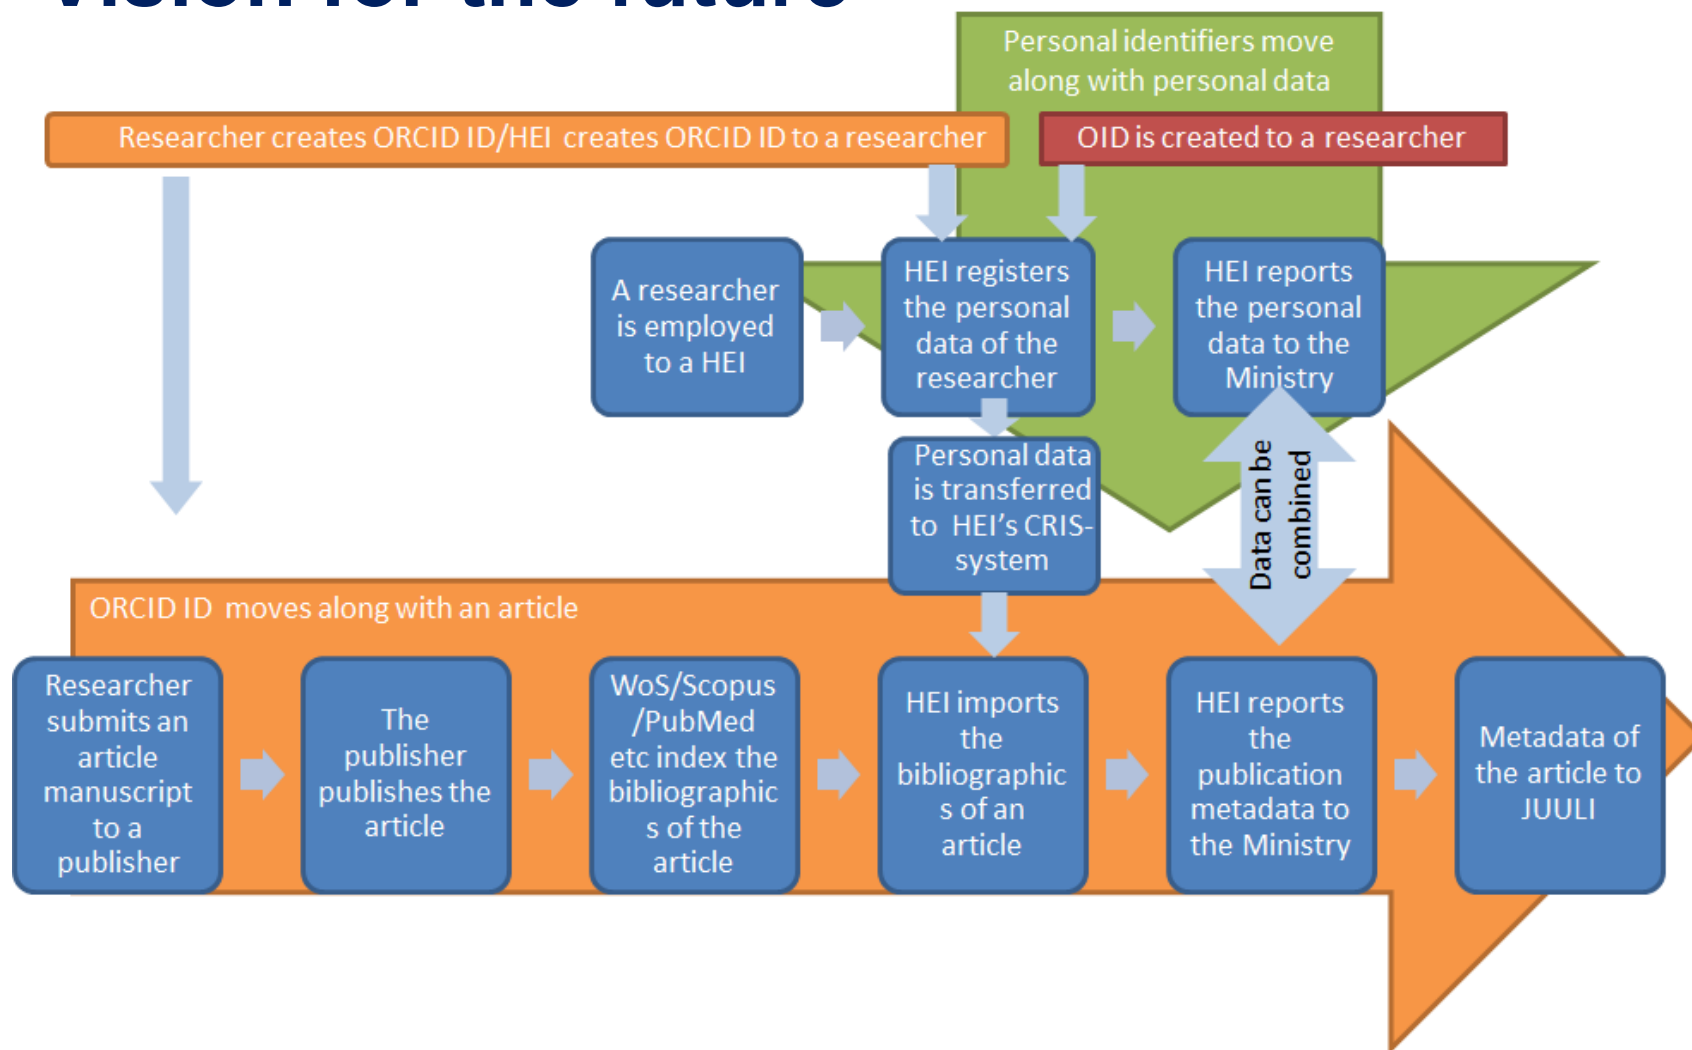 vision for the future
Personal identifiers move
along with personal data
Researcher creates ORCID ID/HEI creates ORCID ID to a researcher
OID is created to a researcher
A researcher
is employed
to a HEI
HEI registers
the personal
data of the
researcher
HEI reports
the personal
data to the
Ministry
Personal data
is transferred
to HEI's CRIS-
system
Data can be
combined
ORCID ID moves along with an article
Researcher
submits an
article
manuscript
to a
publisher
The
publisher
publishes the
article
WoS/Scopus
/PubMed
etc index the
bibliographic
s of the
article
HEI imports
the
bibliographic
s of an
article
HEI reports
the
publication
metadata to
the Ministry
Metadata of
the article to
JUULI